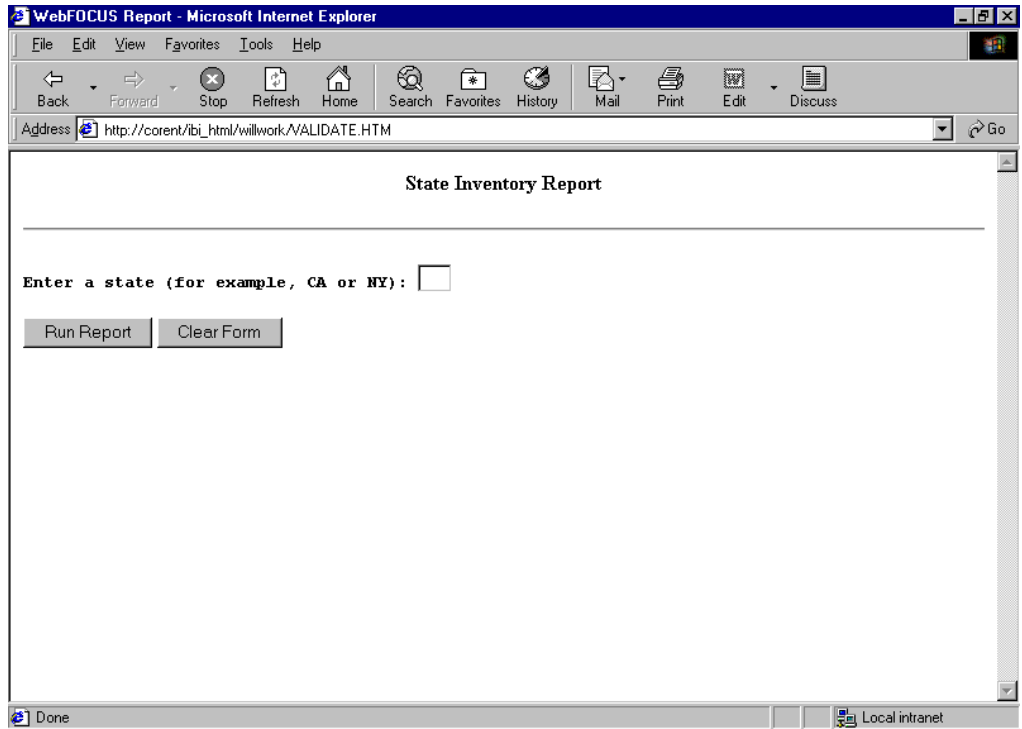 WebFOCUS Report - Microsoft Internet Explorer
File Edit View Favorites Tools Help
Back Forward Stop Refresh Home Search Favorites History Mail Print Edit Discuss
Address http://corent/ibi_html/willwork/VALIDATE.HTM Go
State Inventory Report
Enter a state (for example, CA or NY):
Run Report Clear Form
Done Local intranet